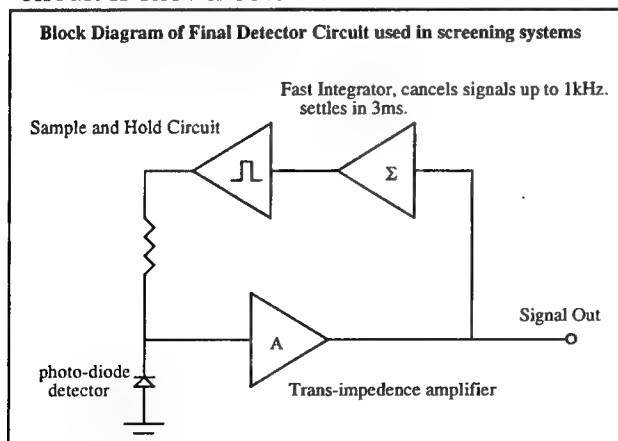 Block Diagram of Final Detector Circuit used in screening systems
Fast Integrator, cancels signals up to 1kHz.
settles in 3ms.
Sample and Hold Circuit
Σ
A
Signal Out
photo-diode
detector
Trans-impedence amplifier